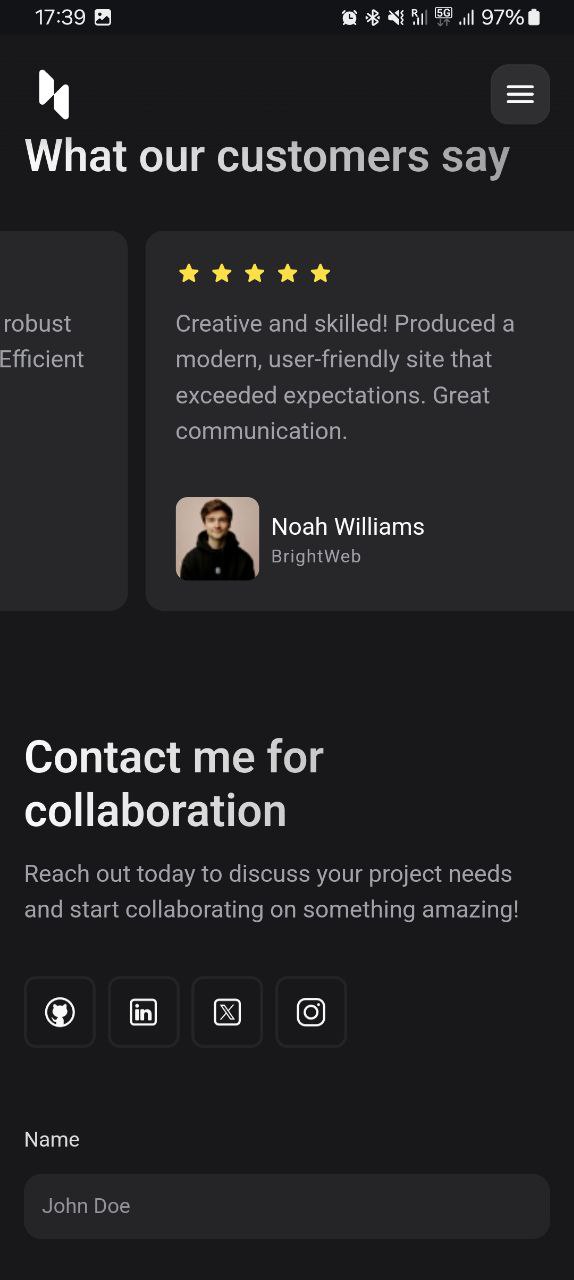 17:39
R
5G
97%
What our customers say
robust
Efficient
Creative and skilled! Produced a
modern, user-friendly site that
exceeded expectations. Great
communication.
Noah Williams
BrightWeb
Contact me for
collaboration
Reach out today to discuss your project needs
and start collaborating on something amazing!
in
X
Name
John Doe